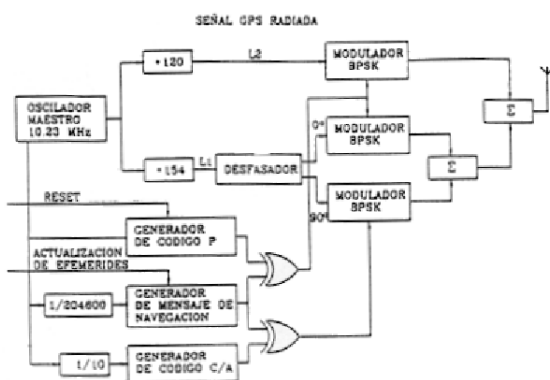 SEÑAL GPS RADIADA
+120
L2
MODULADOR
BPSK
OSCILADOR
MAESTRO
10.23 MHz
Σ
0°
MODULADOR
BPSK
+154
L1
DESFASADOR
Σ
MODULADOR
BPSK
90°
RESET
GENERADOR
DE CODIGO P
ACTUALIZACION
DE EFEMERIDES
1/204600
GENERADOR
DE MENSAJE DE
NAVEGACION
1/10
GENERADOR
DE CODIGO C/A